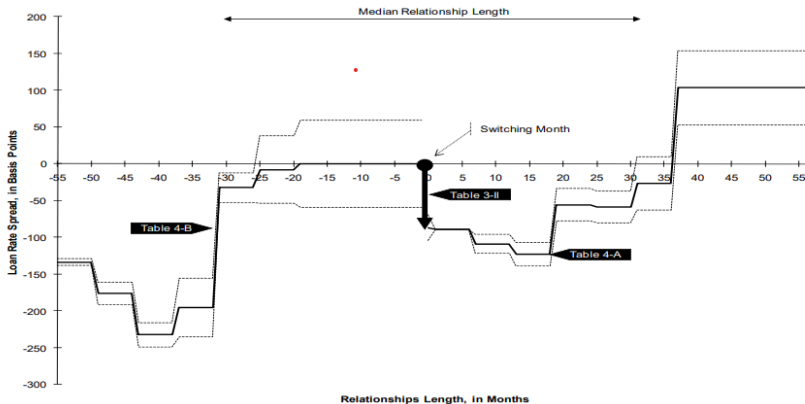 Median Relationship Length
200
150
100
50
0
-50
-100
-150
-200
-250
-300
Loan Rate Spread, in Basis Points
-55 -50 -45 -40 -35 -30 -25 -20 -15 -10 -5 0 5 10 15 20 25 30 35 40 45 50 55
Switching Month
Table 3-II
Table 4-B
Table 4-A
Relationships Length, in Months